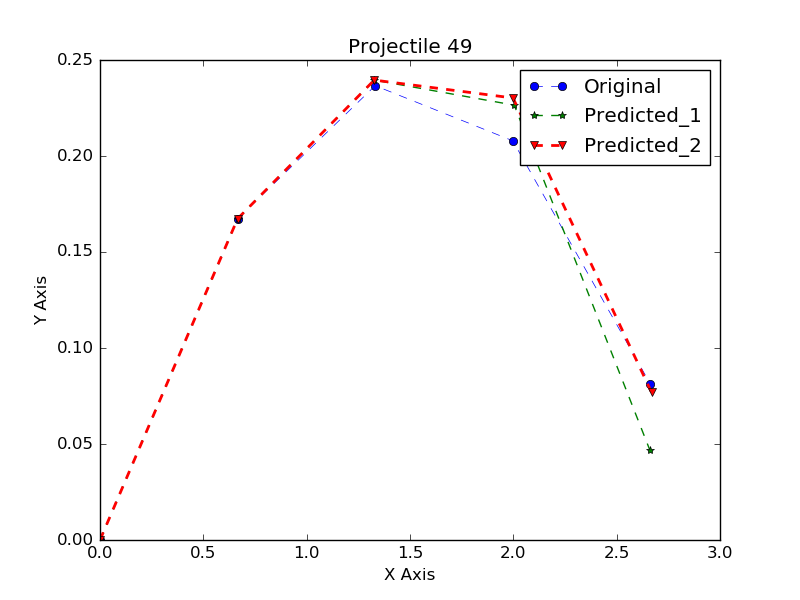 Projectile 49
Original
Predicted_1
Predicted_2
0.25
0.20
0.15
0.10
0.05
0.00
Y Axis
0.0 0.5 1.0 1.5 2.0 2.5 3.0
X Axis